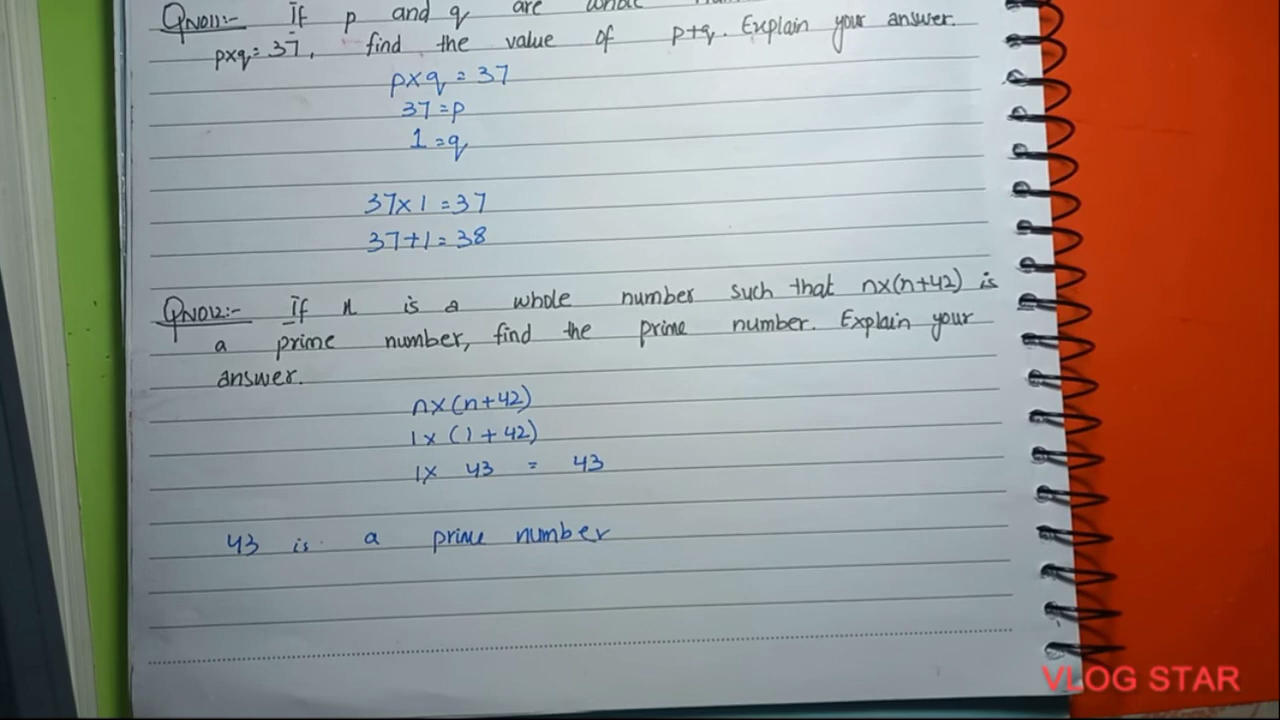 QNO11:- If p and q are whole
p×q=37, find the value of p+q. Explain your answer.
p×q=37
37=p
1=q
37×1=37
37+1=38
QNO12:- If n is a whole number such that n×(n+42) is
a prime number, find the prime number. Explain your
answer.
n×(n+42)
1×(1+42)
1× 43 = 43
43 is a prime number
VLOG STAR